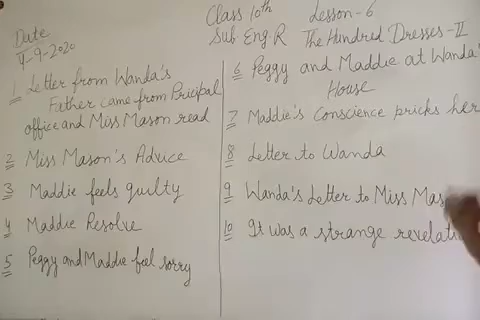 Date
4-9-2020
Class 10th Lesson-6
Sub Eng.R The Hundred Dresses-II
1 Letter from Wanda's
Father came from Pricipal
office and Miss Mason read
2 Miss Mason's Advice
3 Maddie feels guilty
4 Maddie Resolve
5 Peggy and Maddie feel sorry
6 Peggy and Maddie at Wanda's
House
7 Maddie's Conscience pricks her
8 Letter to Wanda
9 Wanda's Letter to Miss
10 It was a strange